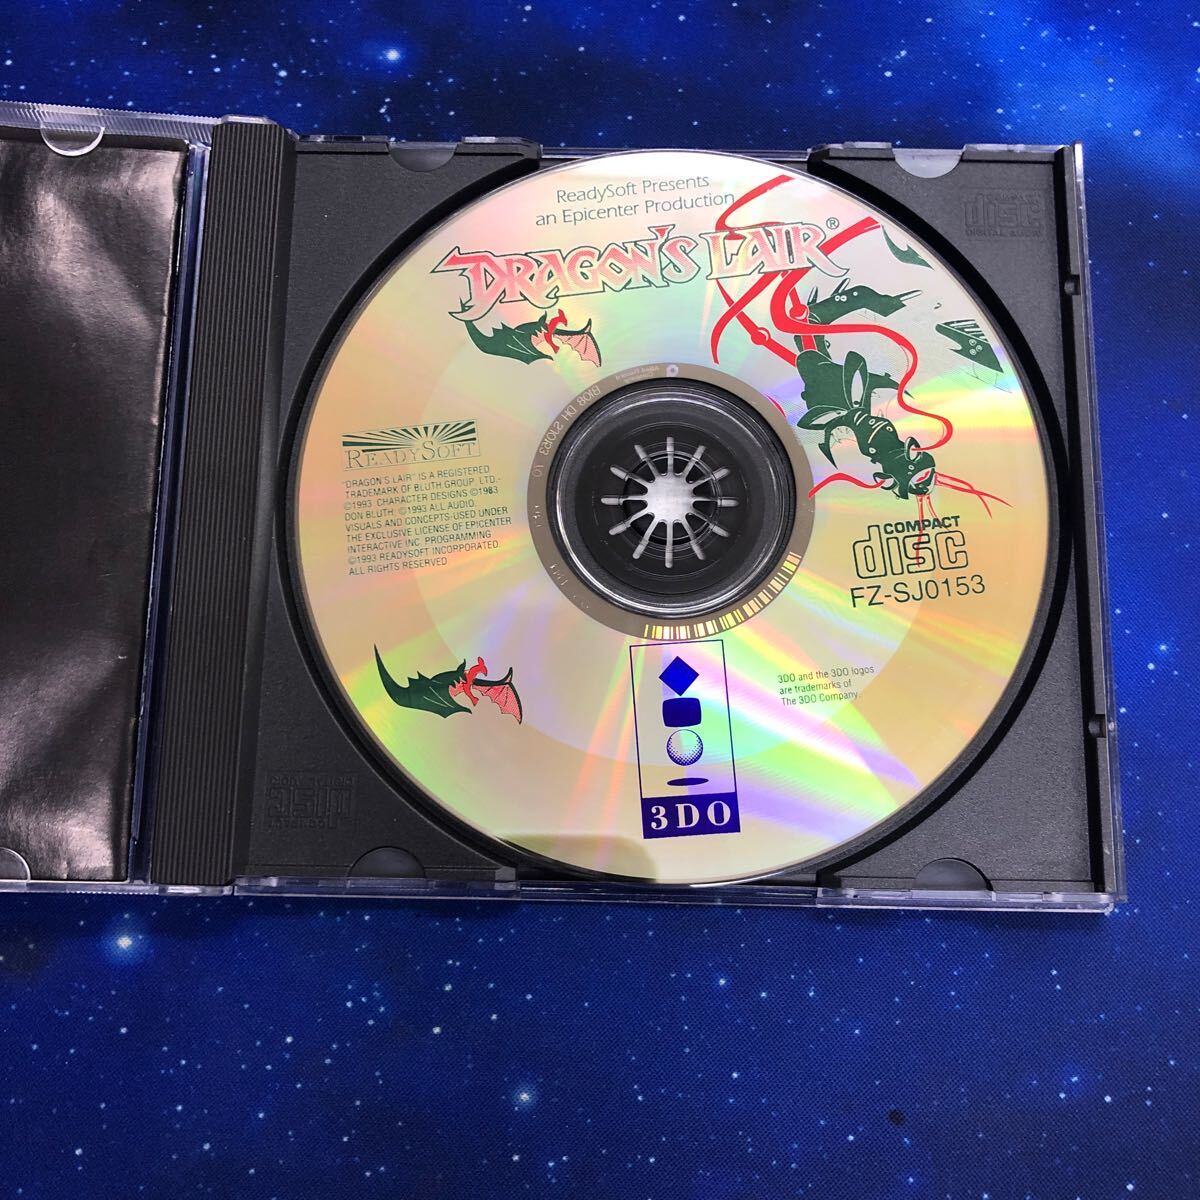 ReadySoft Presents
an Epicenter Production
DRAGON'S LAIR®
READYSOFT
"DRAGON'S LAIR" IS A REGISTERED
TRADEMARK OF BLUTH GROUP, LTD.-
©1993 CHARACTER DESIGNS ©1983
DON BLUTH; ©1993 ALL AUDIO,
VISUALS AND CONCEPTS-USED UNDER
THE EXCLUSIVE LICENSE OF EPICENTER
INTERACTIVE INC. PROGRAMMING
©1993 READYSOFT INCORPORATED.
ALL RIGHTS RESERVED
COMPACT
disc
FZ-SJ0153
3DO and the 3DO logos
are trademarks of
The 3DO Company.
3DO
DIGITAL AUDIO